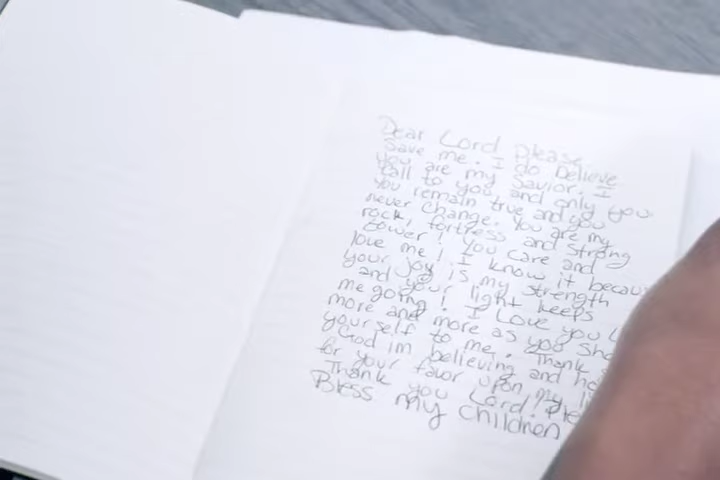 Dear Lord Please
Save me. I do believe
you are my Savior. I
call to you, and only you
you remain true and you
never change. You are my
rock, fortress and strong
tower! You care and
love me! I know it becau
your joy is my strength
and your light keeps
me going! I Love you
more and more as you sho
yourself to me. Thank
God im believing and ho
for your favor upon my li
Thank you Lord! Ple
Bless my children